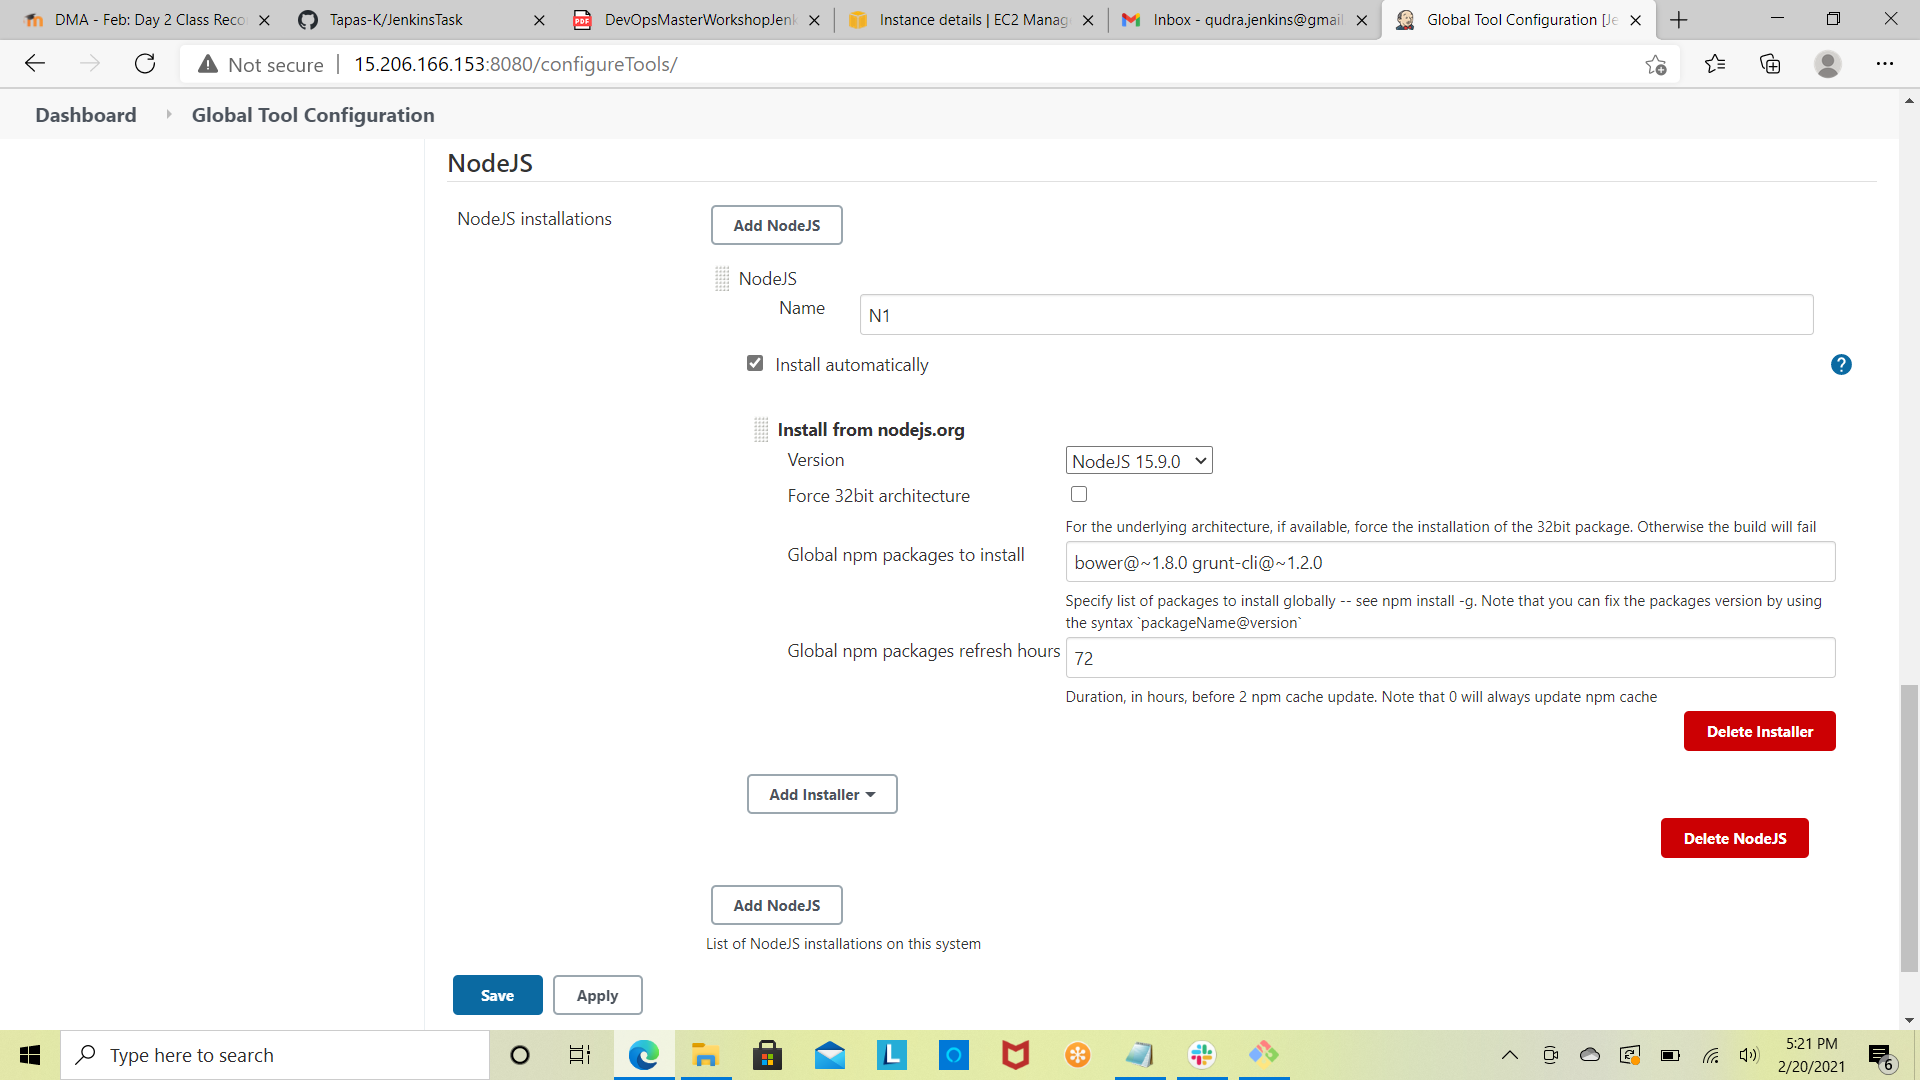 DMA - Feb: Day 2 Class Reco
Tapas-K/JenkinsTask
DevOpsMasterWorkshopJenk
Instance details | EC2 Manag
Inbox - qudra.jenkins@gmail
Global Tool Configuration [Je
Not secure
15.206.166.153:8080/configureTools/
Dashboard
Global Tool Configuration
NodeJS
NodeJS installations
Add NodeJS
NodeJS
Name
N1
Install automatically
?
Install from nodejs.org
Version
NodeJS 15.9.0
Force 32bit architecture
For the underlying architecture, if available, force the installation of the 32bit package. Otherwise the build will fail
Global npm packages to install
bower@~1.8.0 grunt-cli@~1.2.0
Specify list of packages to install globally -- see npm install -g. Note that you can fix the packages version by using
the syntax `packageName@version`
Global npm packages refresh hours
72
Duration, in hours, before 2 npm cache update. Note that 0 will always update npm cache
Delete Installer
Add Installer
Delete NodeJS
Add NodeJS
List of NodeJS installations on this system
Save
Apply
Type here to search
L
5:21 PM
2/20/2021
6